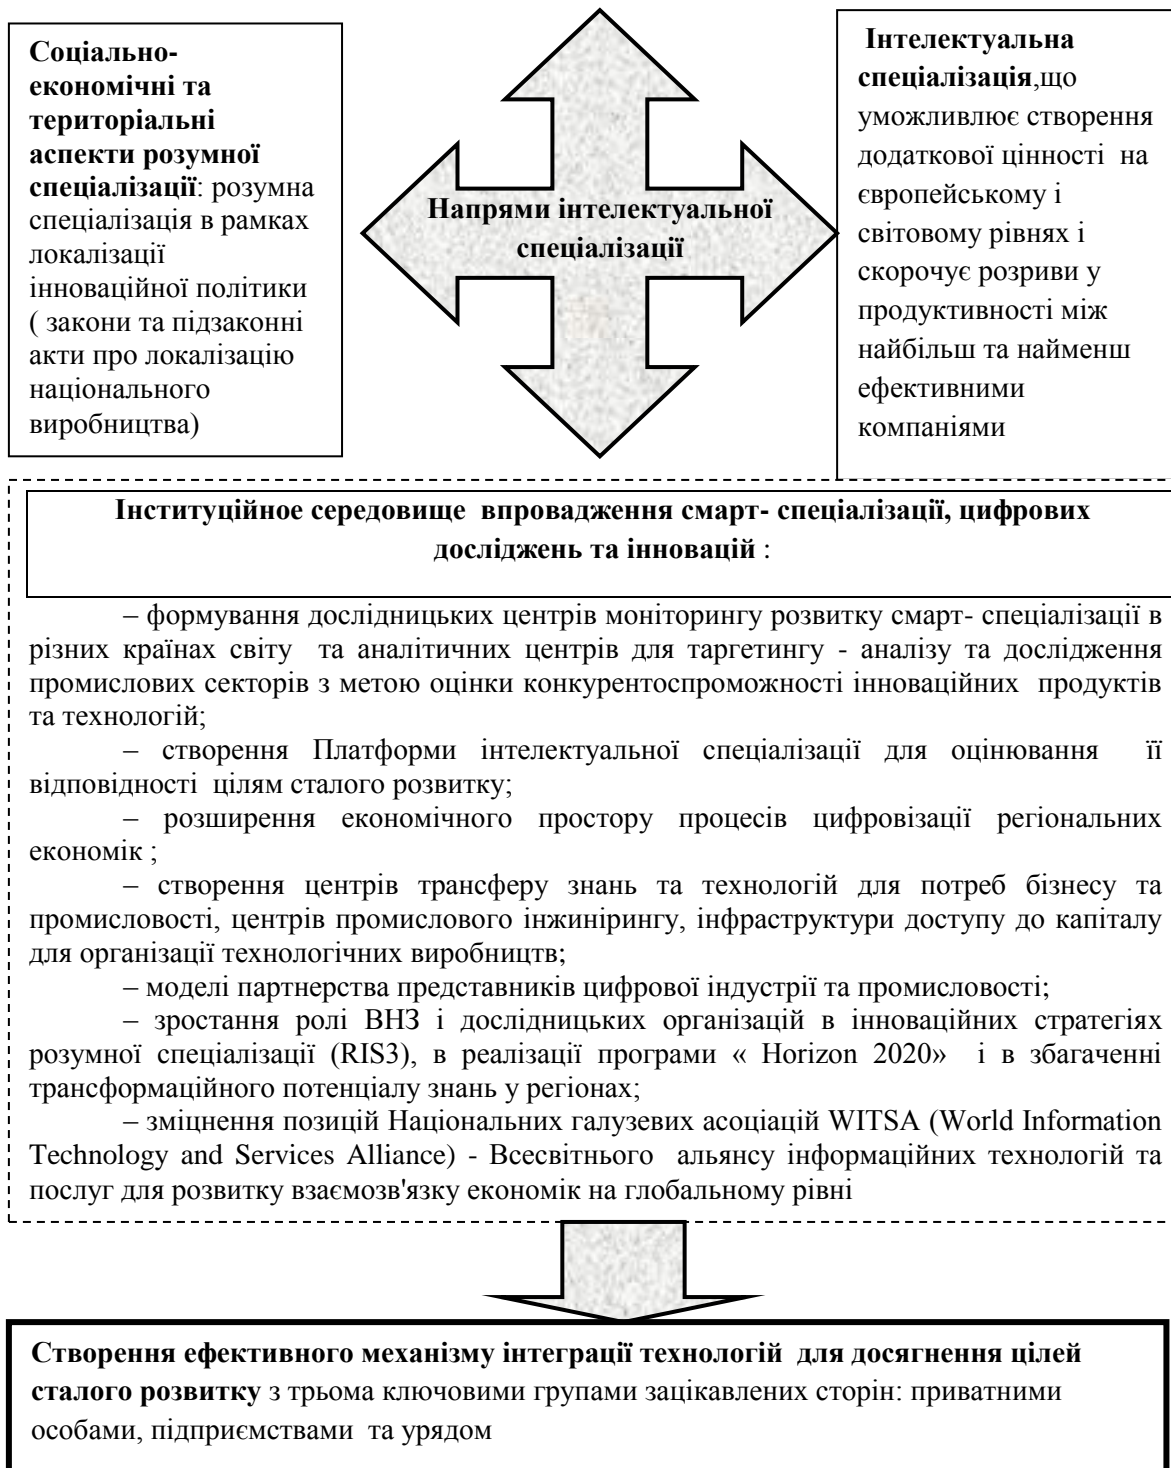 Соціально-
економічні та
територіальні
аспекти розумної
спеціалізації: розумна
спеціалізація в рамках
локалізації
інноваційної політики
( закони та підзаконні
акти про локалізацію
національного
виробництва)
Напрями інтелектуальної
спеціалізації
Інтелектуальна
спеціалізація,що
уможливлює створення
додаткової цінності на
європейському і
світовому рівнях і
скорочує розриви у
продуктивності між
найбільш та найменш
ефективними
компаніями
Інституційное середовище впровадження смарт- спеціалізації, цифрових
досліджень та інновацій :
– формування дослідницьких центрів моніторингу розвитку смарт- спеціалізації в
різних країнах світу та аналітичних центрів для таргетингу - аналізу та дослідження
промислових секторів з метою оцінки конкурентоспроможності інноваційних продуктів
та технологій;
– створення Платформи інтелектуальної спеціалізації для оцінювання її
відповідності цілям сталого розвитку;
– розширення економічного простору процесів цифровізації регіональних
економік ;
– створення центрів трансферу знань та технологій для потреб бізнесу та
промисловості, центрів промислового інжинірингу, інфраструктури доступу до капіталу
для організації технологічних виробництв;
– моделі партнерства представників цифрової індустрії та промисловості;
– зростання ролі ВНЗ і дослідницьких організацій в інноваційних стратегіях
розумної спеціалізації (RIS3), в реалізації програми « Horizon 2020» і в збагаченні
трансформаційного потенціалу знань у регіонах;
– зміцнення позицій Національних галузевих асоціацій WITSA (World Information
Technology and Services Alliance) - Всесвітнього альянсу інформаційних технологій та
послуг для розвитку взаємозв'язку економік на глобальному рівні
Створення ефективного механізму інтеграції технологій для досягнення цілей
сталого розвитку з трьома ключовими групами зацікавлених сторін: приватними
особами, підприємствами та урядом